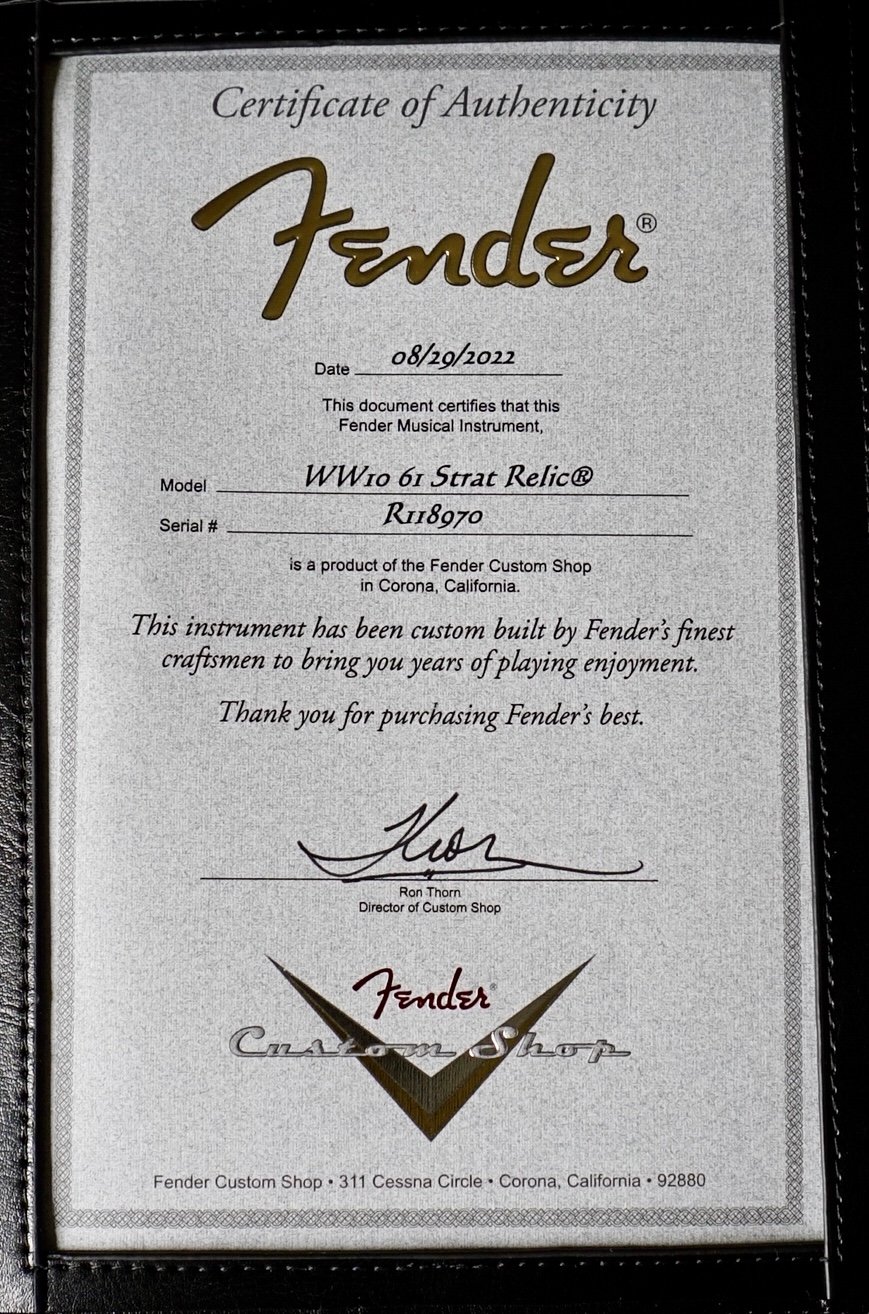 Certificate of Authenticity
Fender®
Date 08/29/2022
This document certifies that this
Fender Musical Instrument,
Model WW10 61 Strat Relic®
Serial # R118970
is a product of the Fender Custom Shop
in Corona, California.
This instrument has been custom built by Fender's finest
craftsmen to bring you years of playing enjoyment.
Thank you for purchasing Fender's best.
Ron Thorn
Director of Custom Shop
Fender®
Custom Shop
Fender Custom Shop • 311 Cessna Circle • Corona, California • 92880